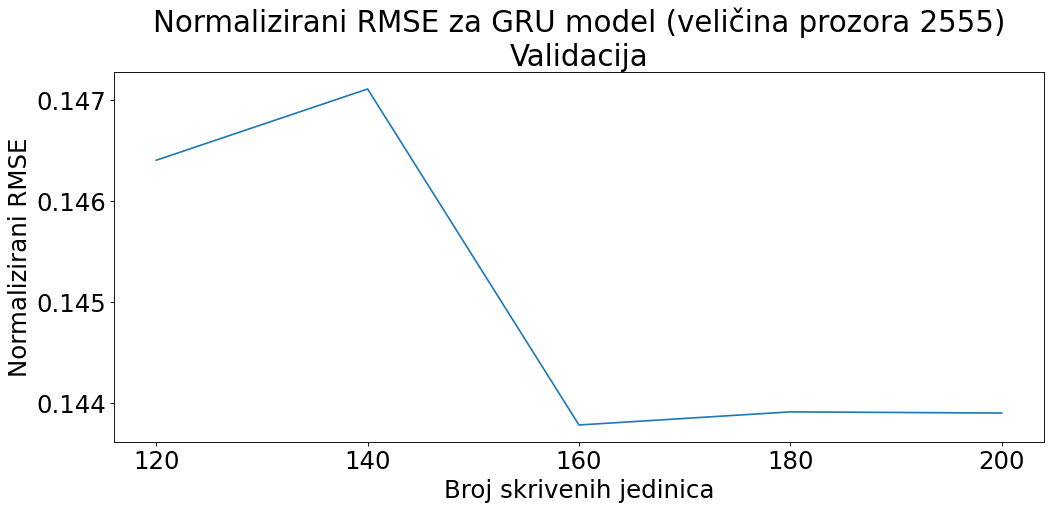 Normalizirani RMSE za GRU model (veličina prozora 2555)
Validacija
Normalizirani RMSE
0.147
0.146
0.145
0.144
120 140 160 180 200
Broj skrivenih jedinica